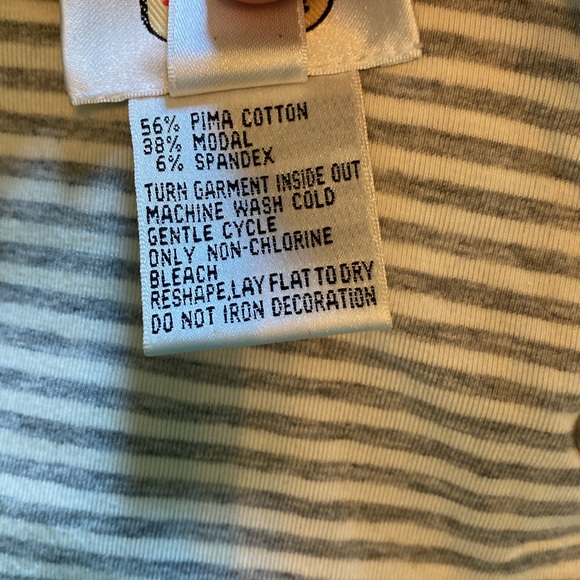 56% PIMA COTTON
38% MODAL
6% SPANDEX
TURN GARMENT INSIDE OUT
MACHINE WASH COLD
GENTLE CYCLE
ONLY NON-CHLORINE
BLEACH
RESHAPE,LAY FLAT TO DRY
DO NOT IRON DECORATION